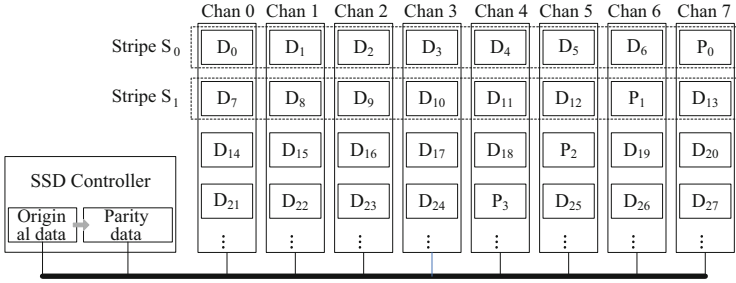 Chan 0 Chan 1 Chan 2 Chan 3 Chan 4 Chan 5 Chan 6 Chan 7
Stripe S₀ D₀ D₁ D₂ D₃ D₄ D₅ D₆ P₀
Stripe S₁ D₇ D₈ D₉ D₁₀ D₁₁ D₁₂ P₁ D₁₃
D₁₄ D₁₅ D₁₆ D₁₇ D₁₈ P₂ D₁₉ D₂₀
SSD Controller
D₂₁ D₂₂ D₂₃ D₂₄ P₃ D₂₅ D₂₆ D₂₇
Origin Parity
al data data
⋮ ⋮ ⋮ ⋮ ⋮ ⋮ ⋮ ⋮